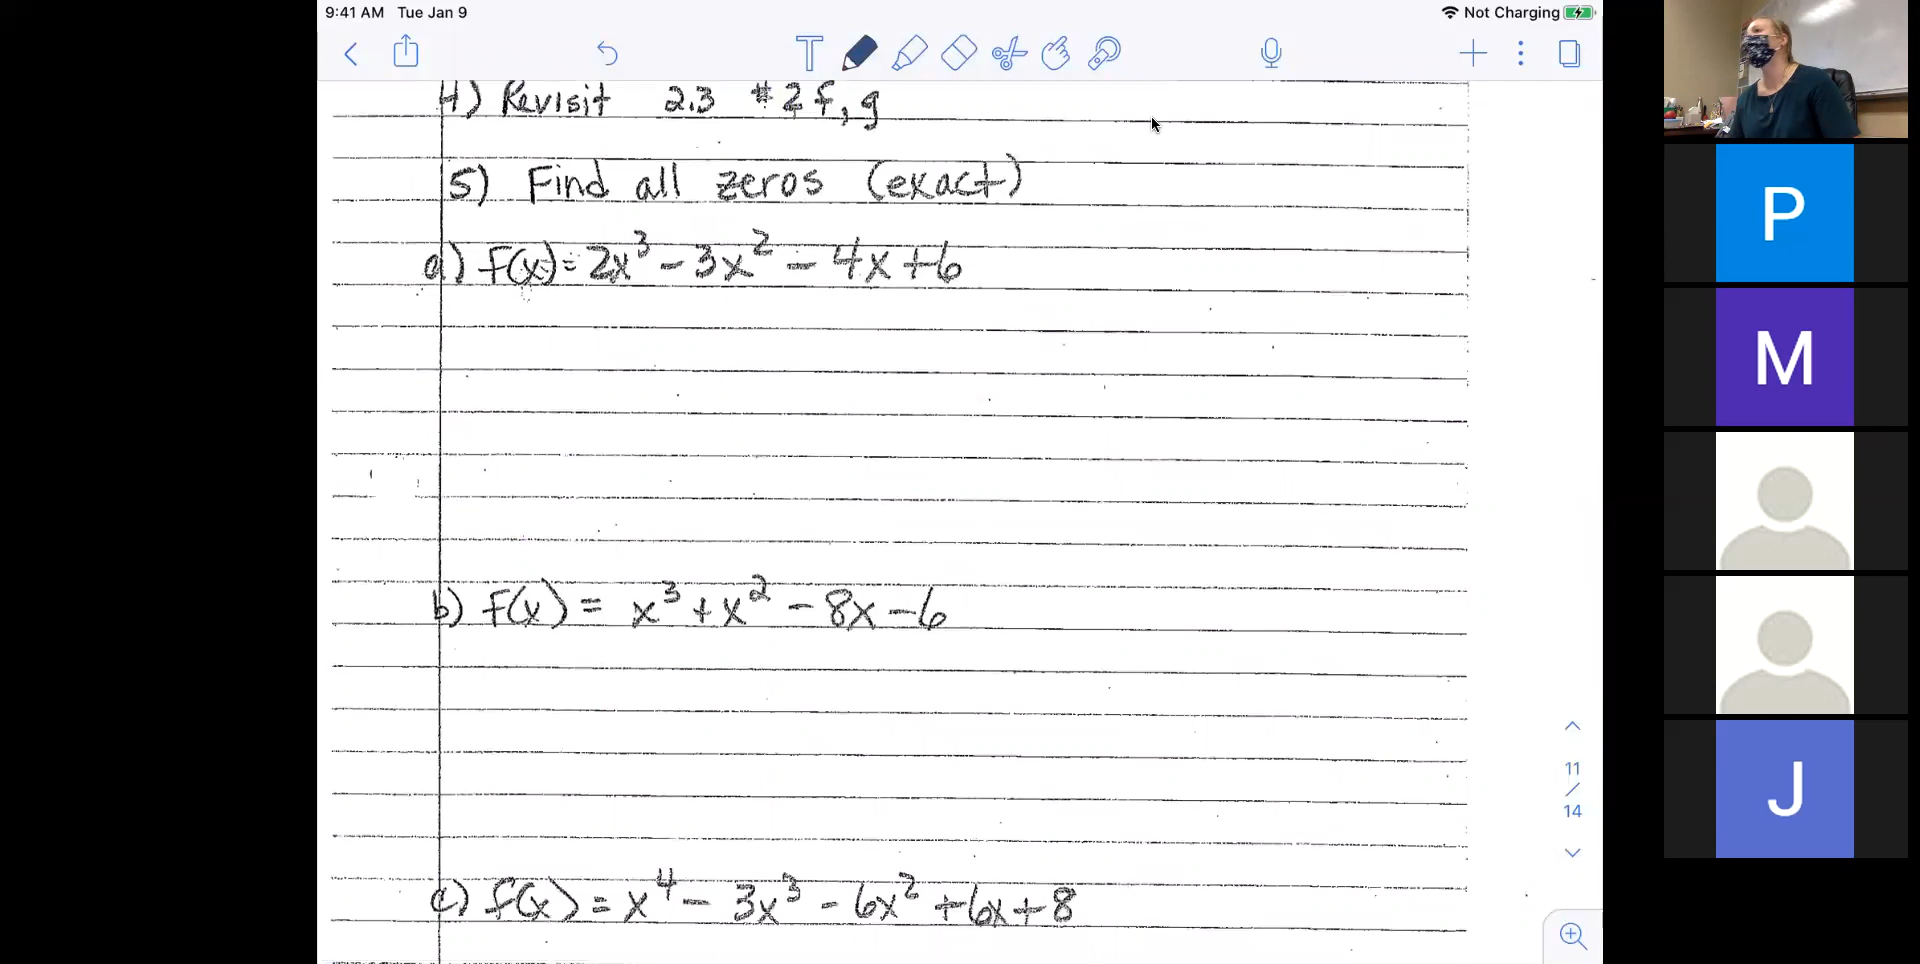 9:41 AM Tue Jan 9
Not Charging
4) Revisit 2.3 #2 f, g
5) Find all zeros (exact)
a) f(x) = 2x³ - 3x² - 4x + 6
b) f(x) = x³ + x² - 8x - 6
c) f(x) = x⁴ - 3x³ - 6x² + 6x + 8
11
/
14
P
M
J